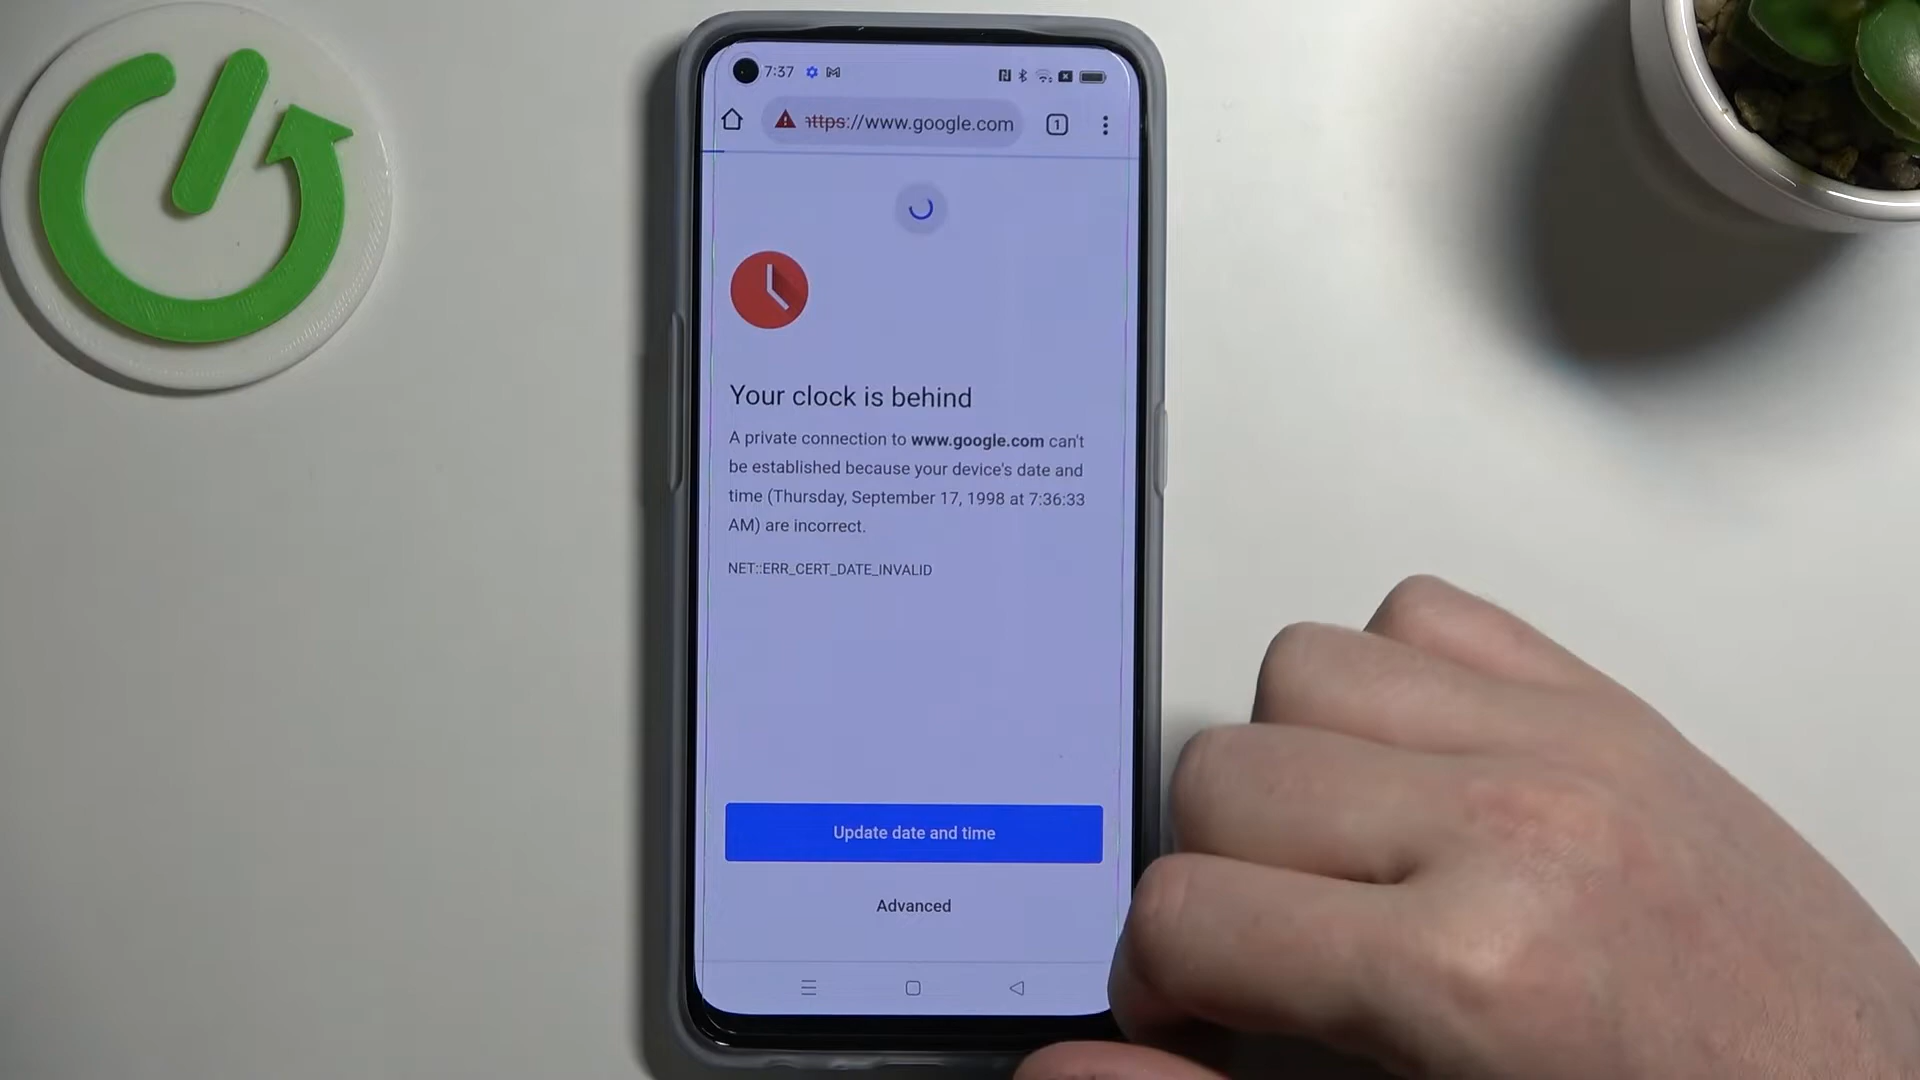 7:37
https://www.google.com
1
Your clock is behind
A private connection to www.google.com can't
be established because your device's date and
time (Thursday, September 17, 1998 at 7:36:33
AM) are incorrect.
NET::ERR_CERT_DATE_INVALID
Update date and time
Advanced